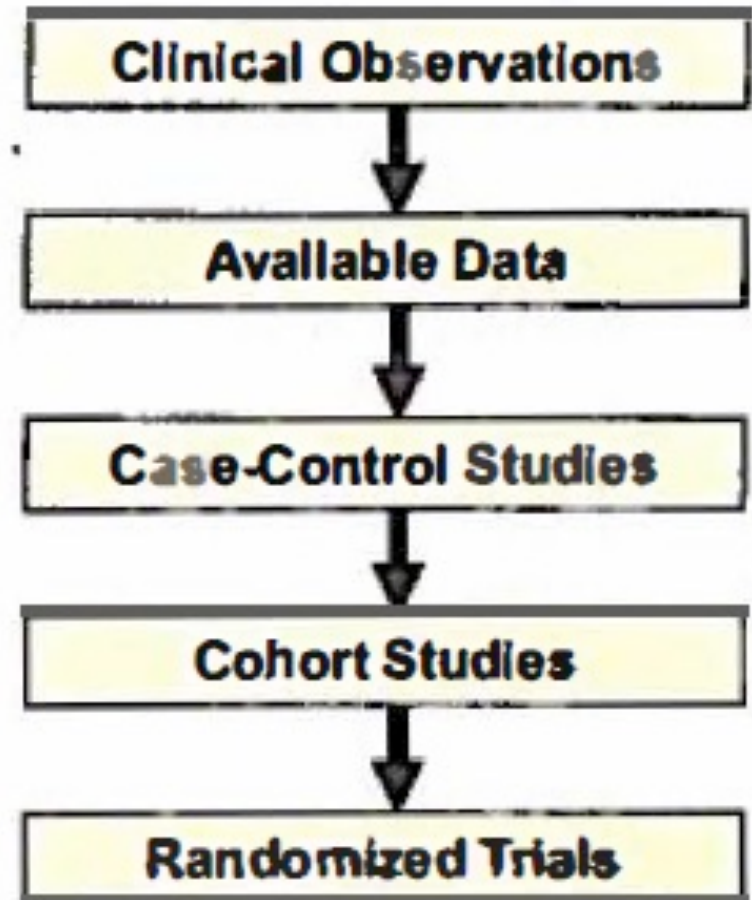 Clinical Observations
Available Data
Case-Control Studies
Cohort Studies
Randomized Trials